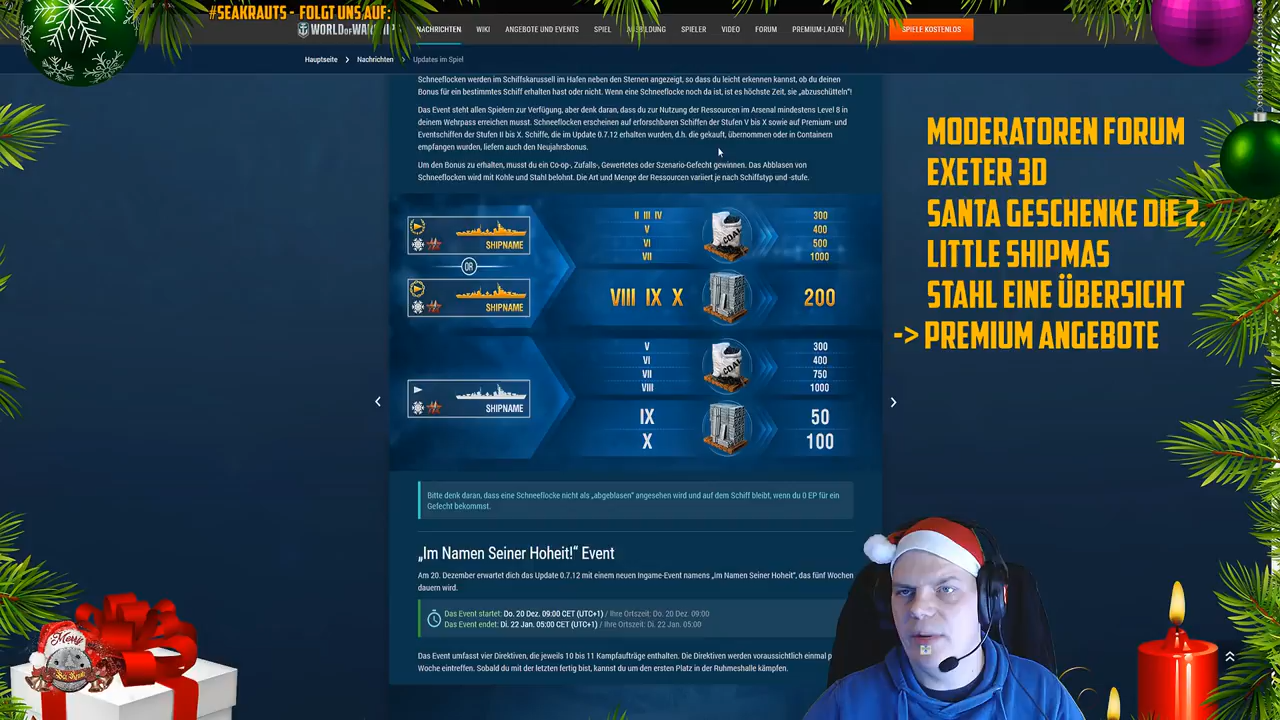 #SEAKRAUTS - FOLGT UNS AUF:
WORLD OF WARSHIPS
NACHRICHTEN WIKI ANGEBOTE UND EVENTS SPIEL SPIELER VIDEO FORUM PREMIUM-LADEN SPIELE KOSTENLOS
Hauptseite Nachrichten Updates im Spiel
Schneeflocken werden im Schiffskarussell im Hafen neben den Sternen angezeigt, so dass du leicht erkennen kannst, ob du deinen
Bonus für ein bestimmtes Schiff erhalten hast oder nicht. Wenn eine Schneeflocke noch da ist, ist es höchste Zeit, sie „abzuschütteln"!
Das Event steht allen Spielern zur Verfügung, aber denk daran, dass du zur Nutzung der Ressourcen im Arsenal mindestens Level 8 in
deinem Wehrpass erreichen musst. Schneeflocken erscheinen auf erforschbaren Schiffen der Stufen V bis X sowie auf Premium- und
Eventschiffen der Stufen II bis X. Schiffe, die im Update 0.7.12 erhalten wurden, d.h. die gekauft, übernommen oder in Containern
empfangen wurden, liefern auch den Neujahrsbonus.
Um den Bonus zu erhalten, musst du ein Co-op-, Zufalls-, Gewertetes oder Szenario-Gefecht gewinnen. Das Abblasen von
Schneeflocken wird mit Kohle und Stahl belohnt. Die Art und Menge der Ressourcen variiert je nach Schiffstyp und -stufe.
SHIPNAME
OR
SHIPNAME
II III IV COAL 300
V 400
VI 500
VII 1000
VIII IX X 200
SHIPNAME
V COAL 300
VI 400
VII 750
VIII 1000
IX 50
X 100
Bitte denk daran, dass eine Schneeflocke nicht als „abgeblasen" angesehen wird und auf dem Schiff bleibt, wenn du 0 EP für ein
Gefecht bekommst.
„Im Namen Seiner Hoheit!" Event
Am 20. Dezember erwartet dich das Update 0.7.12 mit einem neuen Ingame-Event namens „Im Namen Seiner Hoheit", das fünf Wochen
dauern wird.
Das Event startet: Do. 20 Dez. 09:00 CET (UTC+1) / Ihre Ortszeit: Do. 20 Dez. 09:00
Das Event endet: Di. 22 Jan. 05:00 CET (UTC+1) / Ihre Ortszeit: Di. 22 Jan. 05:00
Das Event umfasst vier Direktiven, die jeweils 10 bis 11 Kampfaufträge enthalten. Die Direktiven werden voraussichtlich einmal
Woche eintreffen. Sobald du mit der letzten fertig bist, kannst du um den ersten Platz in der Ruhmeshalle kämpfen.
MODERATOREN FORUM
EXETER 3D
SANTA GESCHENKE DIE 2.
LITTLE SHIPMAS
STAHL EINE ÜBERSICHT
-> PREMIUM ANGEBOTE
Merry